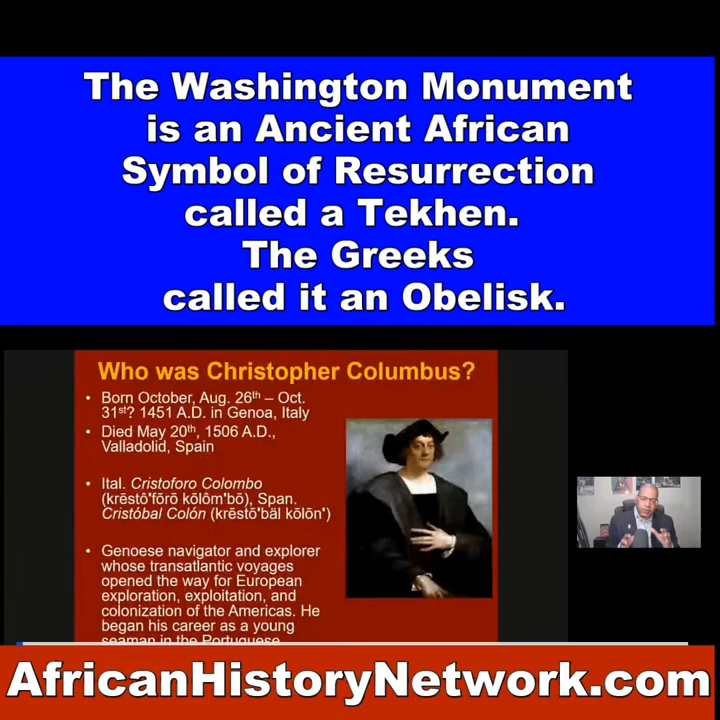 The Washington Monument
is an Ancient African
Symbol of Resurrection
called a Tekhen.
The Greeks
called it an Obelisk.
Who was Christopher Columbus?
• Born October, Aug. 26th – Oct.
31st? 1451 A.D. in Genoa, Italy
• Died May 20th, 1506 A.D.,
Valladolid, Spain
• Ital. Cristoforo Colombo
(krēstô'fōrō kōlôm'bō), Span.
Cristóbal Colón (krēstō'bäl kōlōn')
• Genoese navigator and explorer
whose transatlantic voyages
opened the way for European
exploration, exploitation, and
colonization of the Americas. He
began his career as a young
seaman in the Portuguese
AfricanHistoryNetwork.com